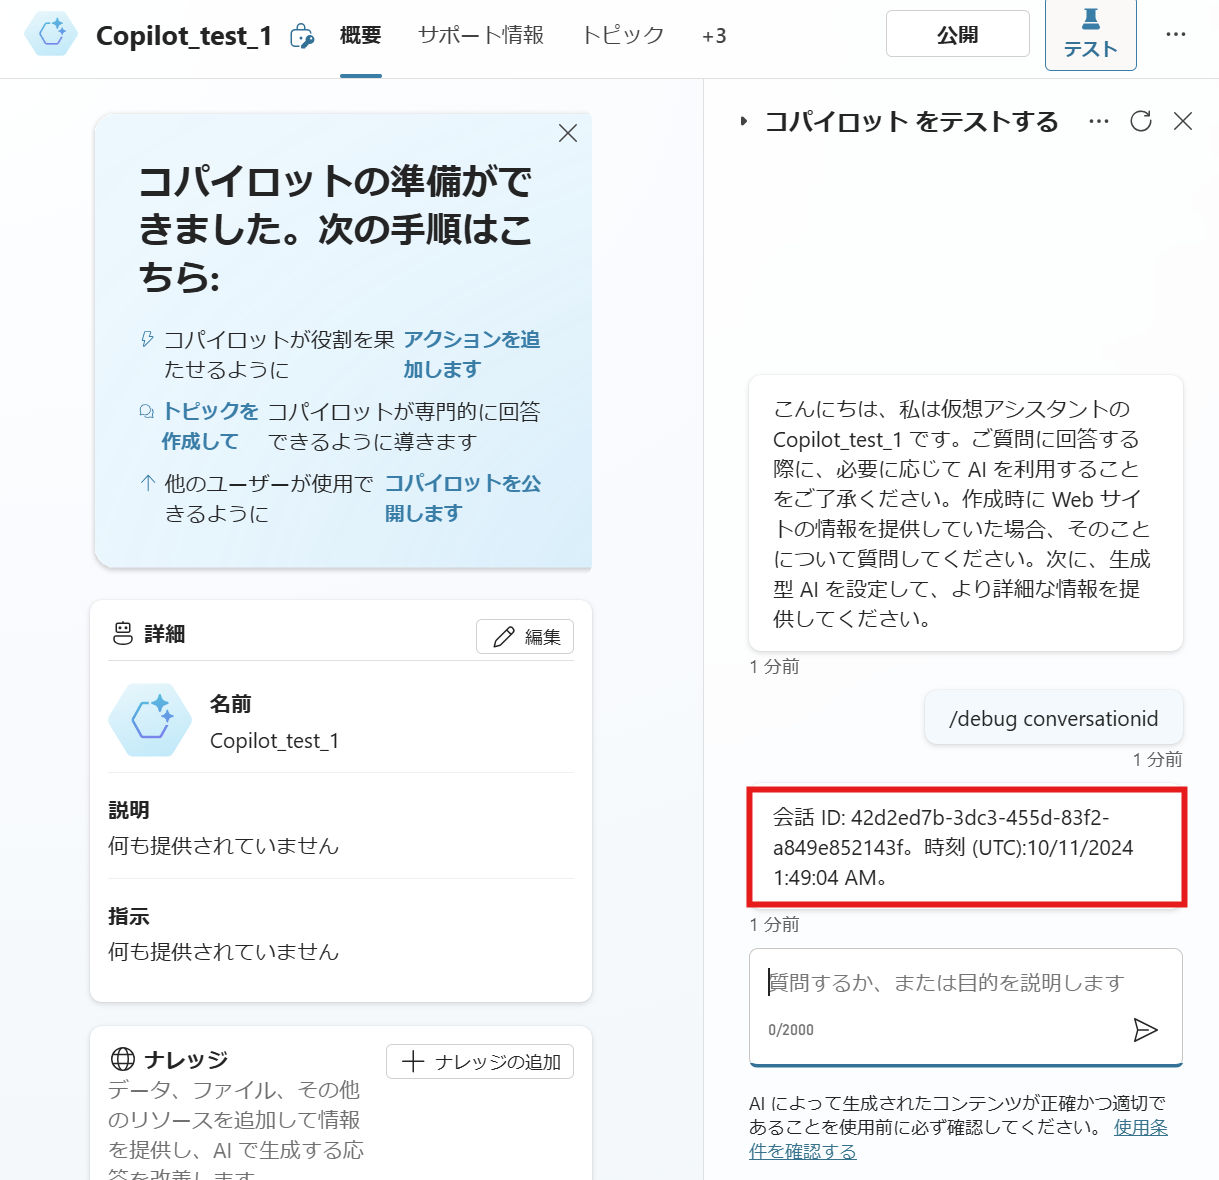 Copilot_test_1 概要 サポート情報 トピック +3 公開 テスト
コパイロットの準備がで
きました。次の手順はこ
ちら:
コパイロットが役割を果
たせるように
アクションを追
加します
トピックを
作成して
コパイロットが専門的に回答
できるように導きます
他のユーザーが使用で
きるように
コパイロットを公
開します
詳細
編集
名前
Copilot_test_1
説明
何も提供されていません
指示
何も提供されていません
ナレッジ
ナレッジの追加
データ、ファイル、その他
のリソースを追加して情報
を提供し、AI で生成する応
答を改善します
コパイロット をテストする
こんにちは、私は仮想アシスタントの
Copilot_test_1 です。ご質問に回答する
際に、必要に応じて AI を利用すること
をご了承ください。作成時に Web サイ
トの情報を提供していた場合、そのこと
について質問してください。次に、生成
型 AI を設定して、より詳細な情報を提
供してください。
1 分前
/debug conversationid
1 分前
会話 ID: 42d2ed7b-3dc3-455d-83f2-
a849e852143f。時刻 (UTC):10/11/2024
1:49:04 AM。
1 分前
質問するか、または目的を説明します
0/2000
AI によって生成されたコンテンツが正確かつ適切で
あることを使用前に必ず確認してください。 使用条
件を確認する